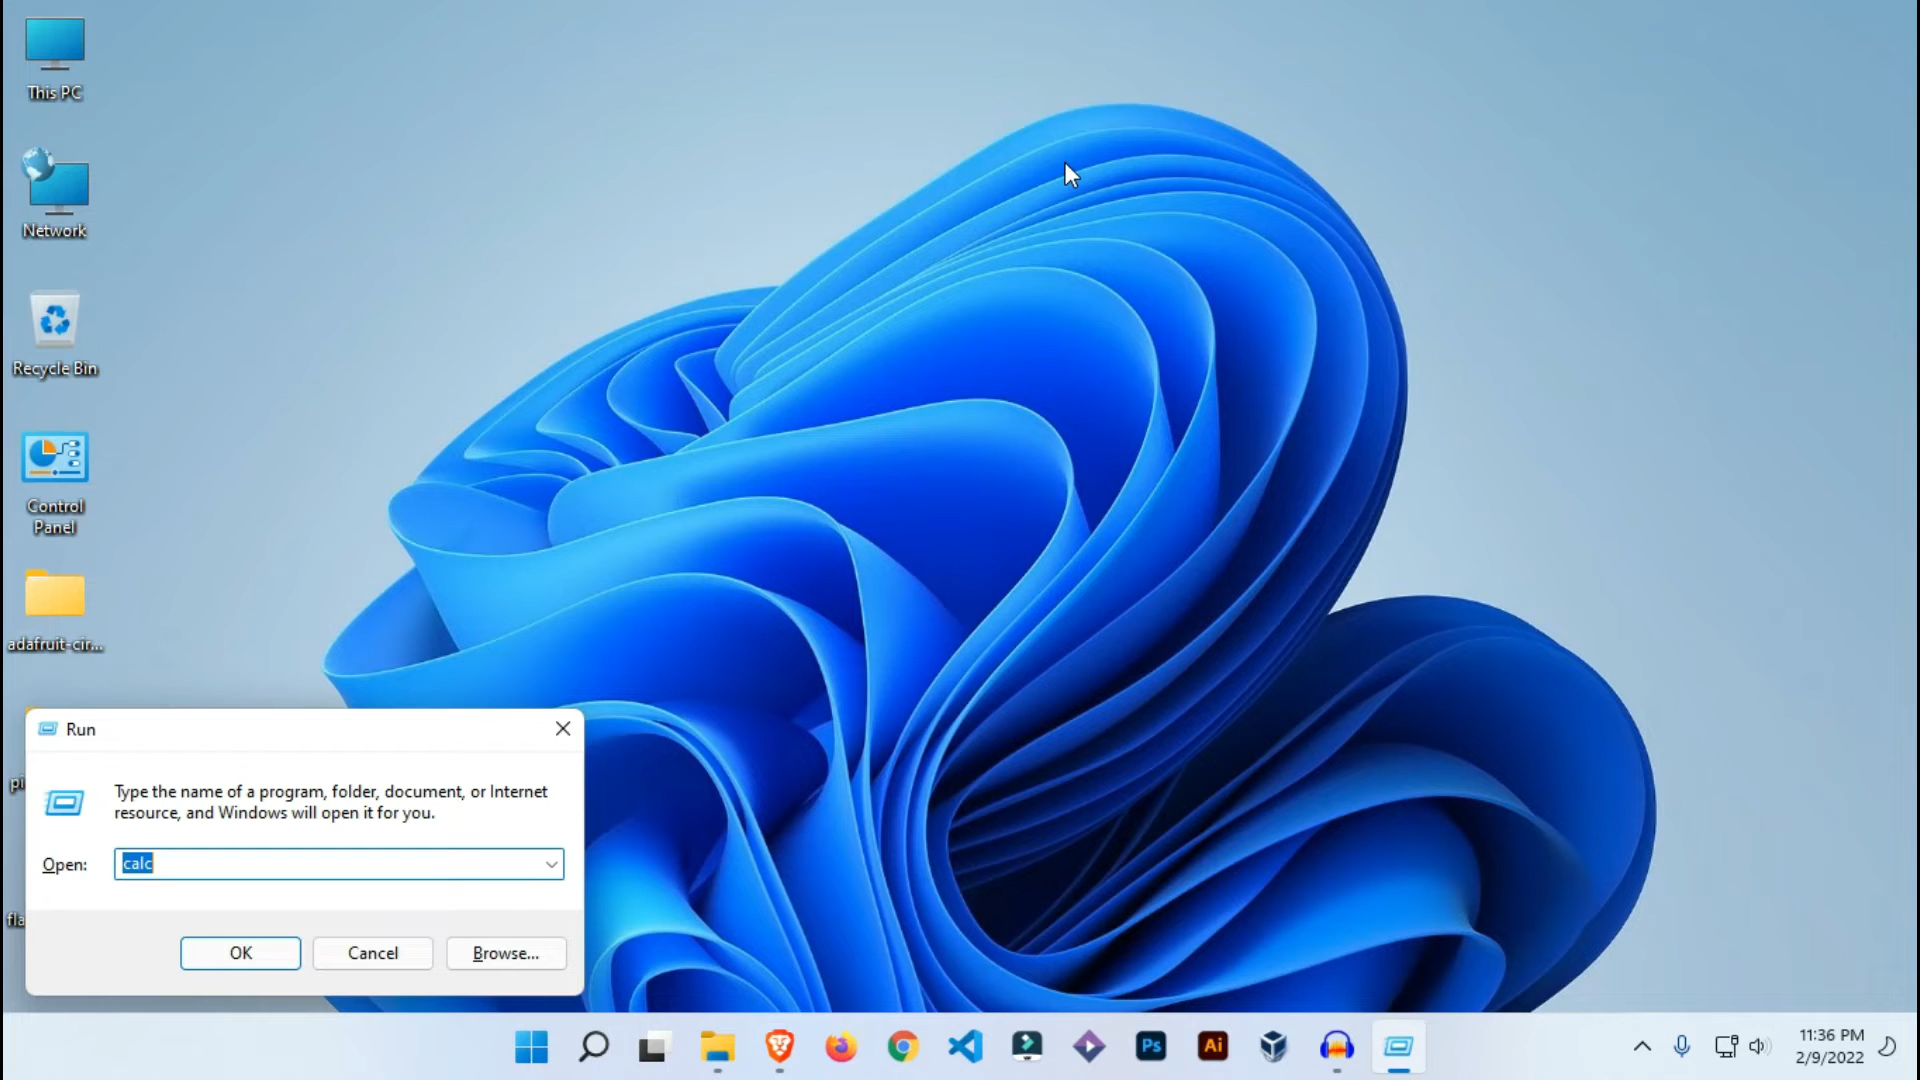 This PC
Network
Recycle Bin
Control
Panel
adafruit-cir...
Run
Type the name of a program, folder, document, or Internet
resource, and Windows will open it for you.
Open:
calc
OK
Cancel
Browse...
Ps
Ai
11:36 PM
2/9/2022